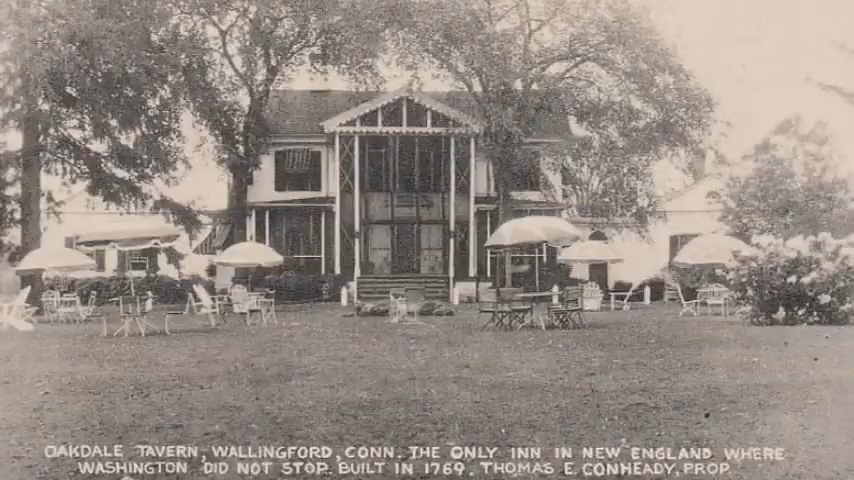 OAKDALE TAVERN, WALLINGFORD, CONN. THE ONLY INN IN NEW ENGLAND WHERE
WASHINGTON DID NOT STOP. BUILT IN 1769. THOMAS E. CONHEADY, PROP.